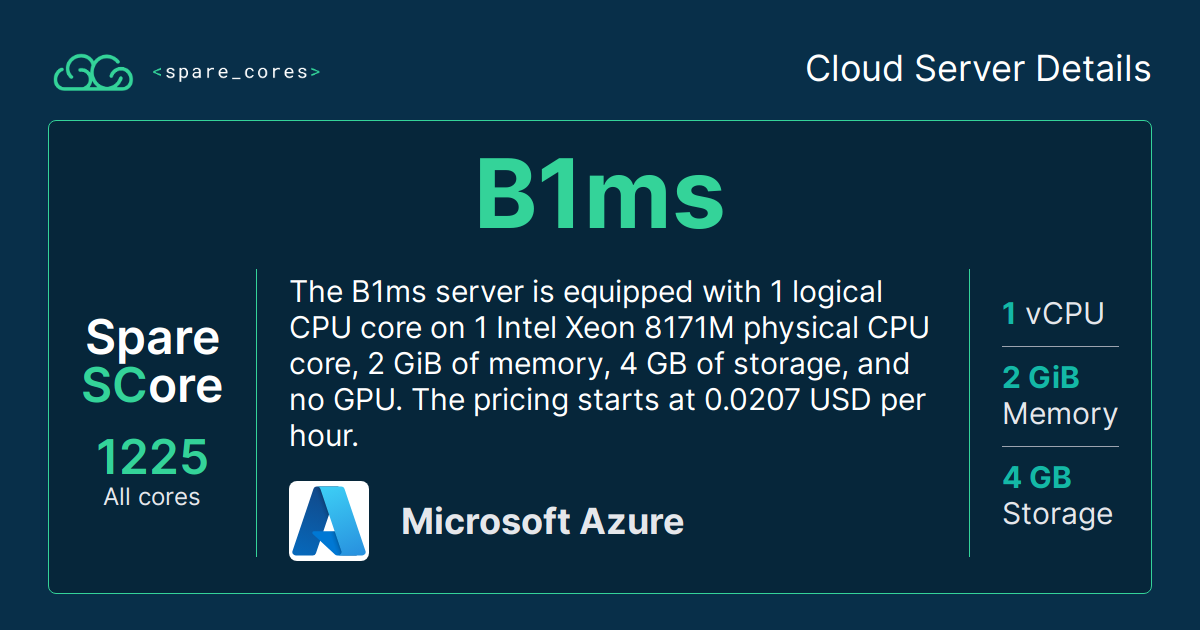 <spare_cores>
Cloud Server Details
B1ms
Spare
SCore
1225
All cores
The B1ms server is equipped with 1 logical
CPU core on 1 Intel Xeon 8171M physical CPU
core, 2 GiB of memory, 4 GB of storage, and
no GPU. The pricing starts at 0.0207 USD per
hour.
Microsoft Azure
1 vCPU
2 GiB
Memory
4 GB
Storage